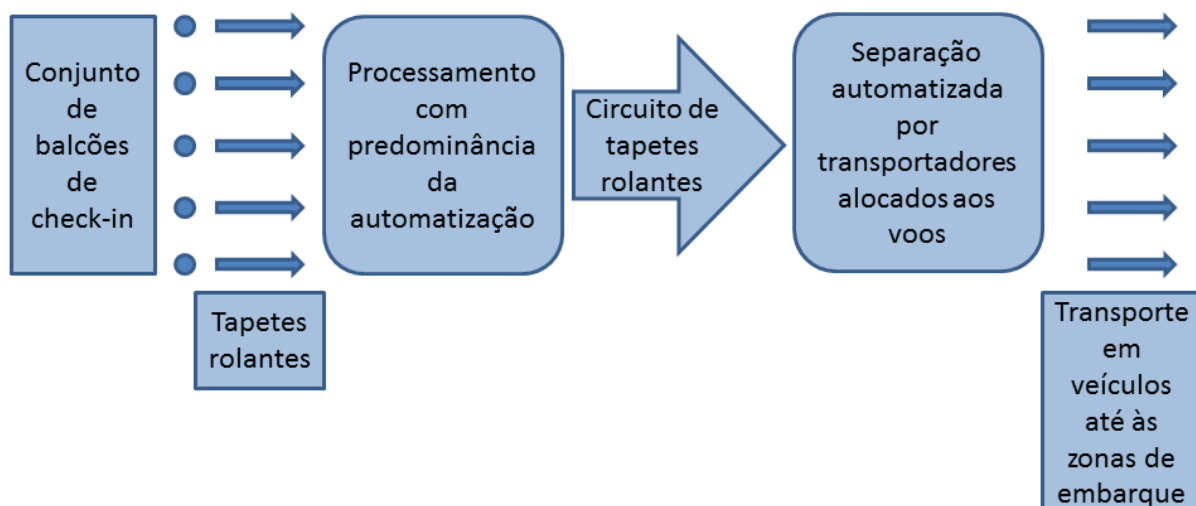 Conjunto
de
balcões
de
check-in
Tapetes
rolantes
Processamento
com
predominância
da
automatização
Circuito de
tapetes
rolantes
Separação
automatizada
por
transportadores
alocados aos
voos
Transporte
em
veículos
até às
zonas de
embarque